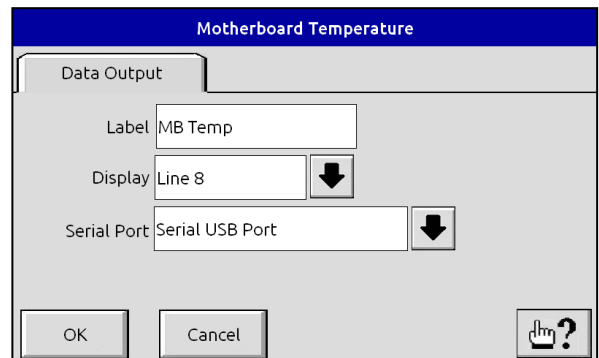 Motherboard Temperature
Data Output
Label MB Temp
Display Line 8
Serial Port Serial USB Port
OK Cancel ?